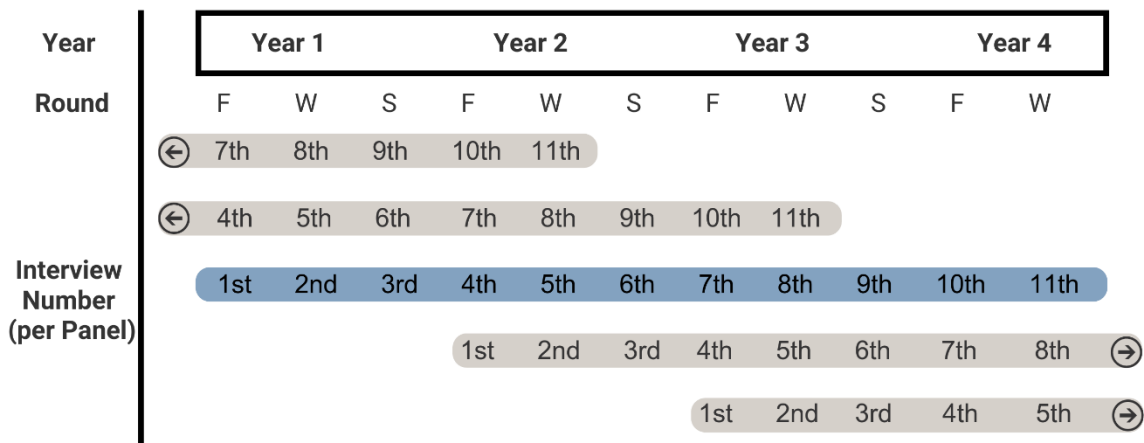 Year Year 1 Year 2 Year 3 Year 4
Round F W S F W S F W S F W
7th 8th 9th 10th 11th
4th 5th 6th 7th 8th 9th 10th 11th
Interview
Number
(per Panel)
1st 2nd 3rd 4th 5th 6th 7th 8th 9th 10th 11th
1st 2nd 3rd 4th 5th 6th 7th 8th
1st 2nd 3rd 4th 5th